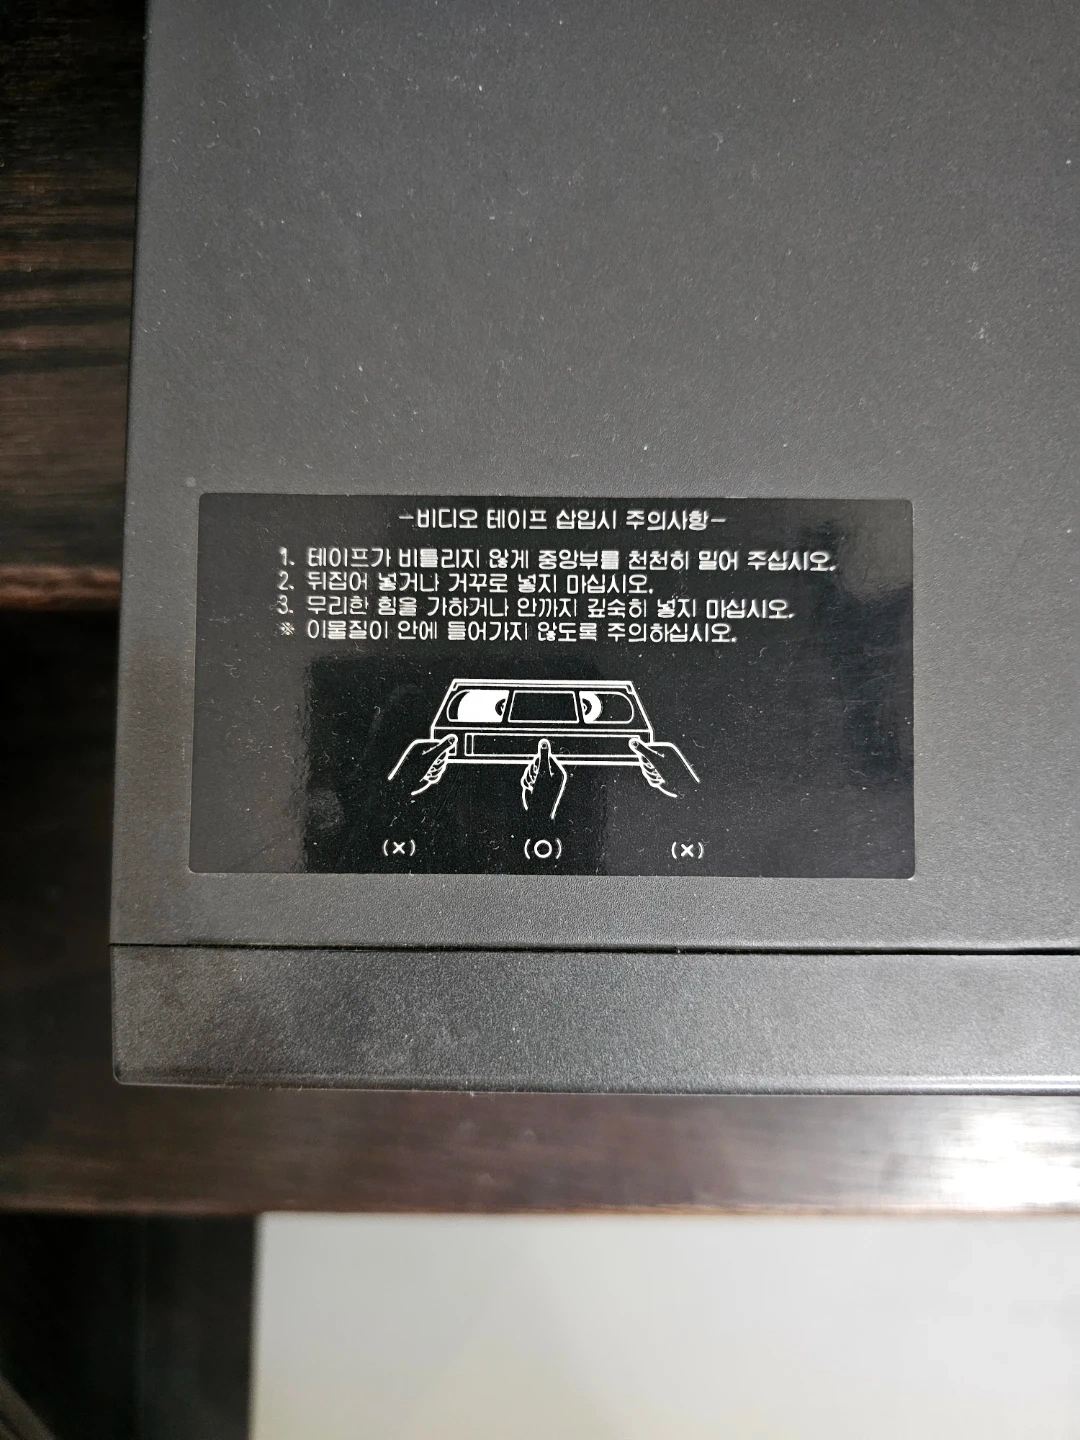 -비디오 테이프 삽입시 주의사항-
1. 테이프가 비틀리지 않게 중앙부를 천천히 밀어 주십시오.
2. 뒤집어 넣거나 거꾸로 넣지 마십시오.
3. 무리한 힘을 가하거나 안까지 깊숙히 넣지 마십시오.
※ 이물질이 안에 들어가지 않도록 주의하십시오.
(×) (O) (×)